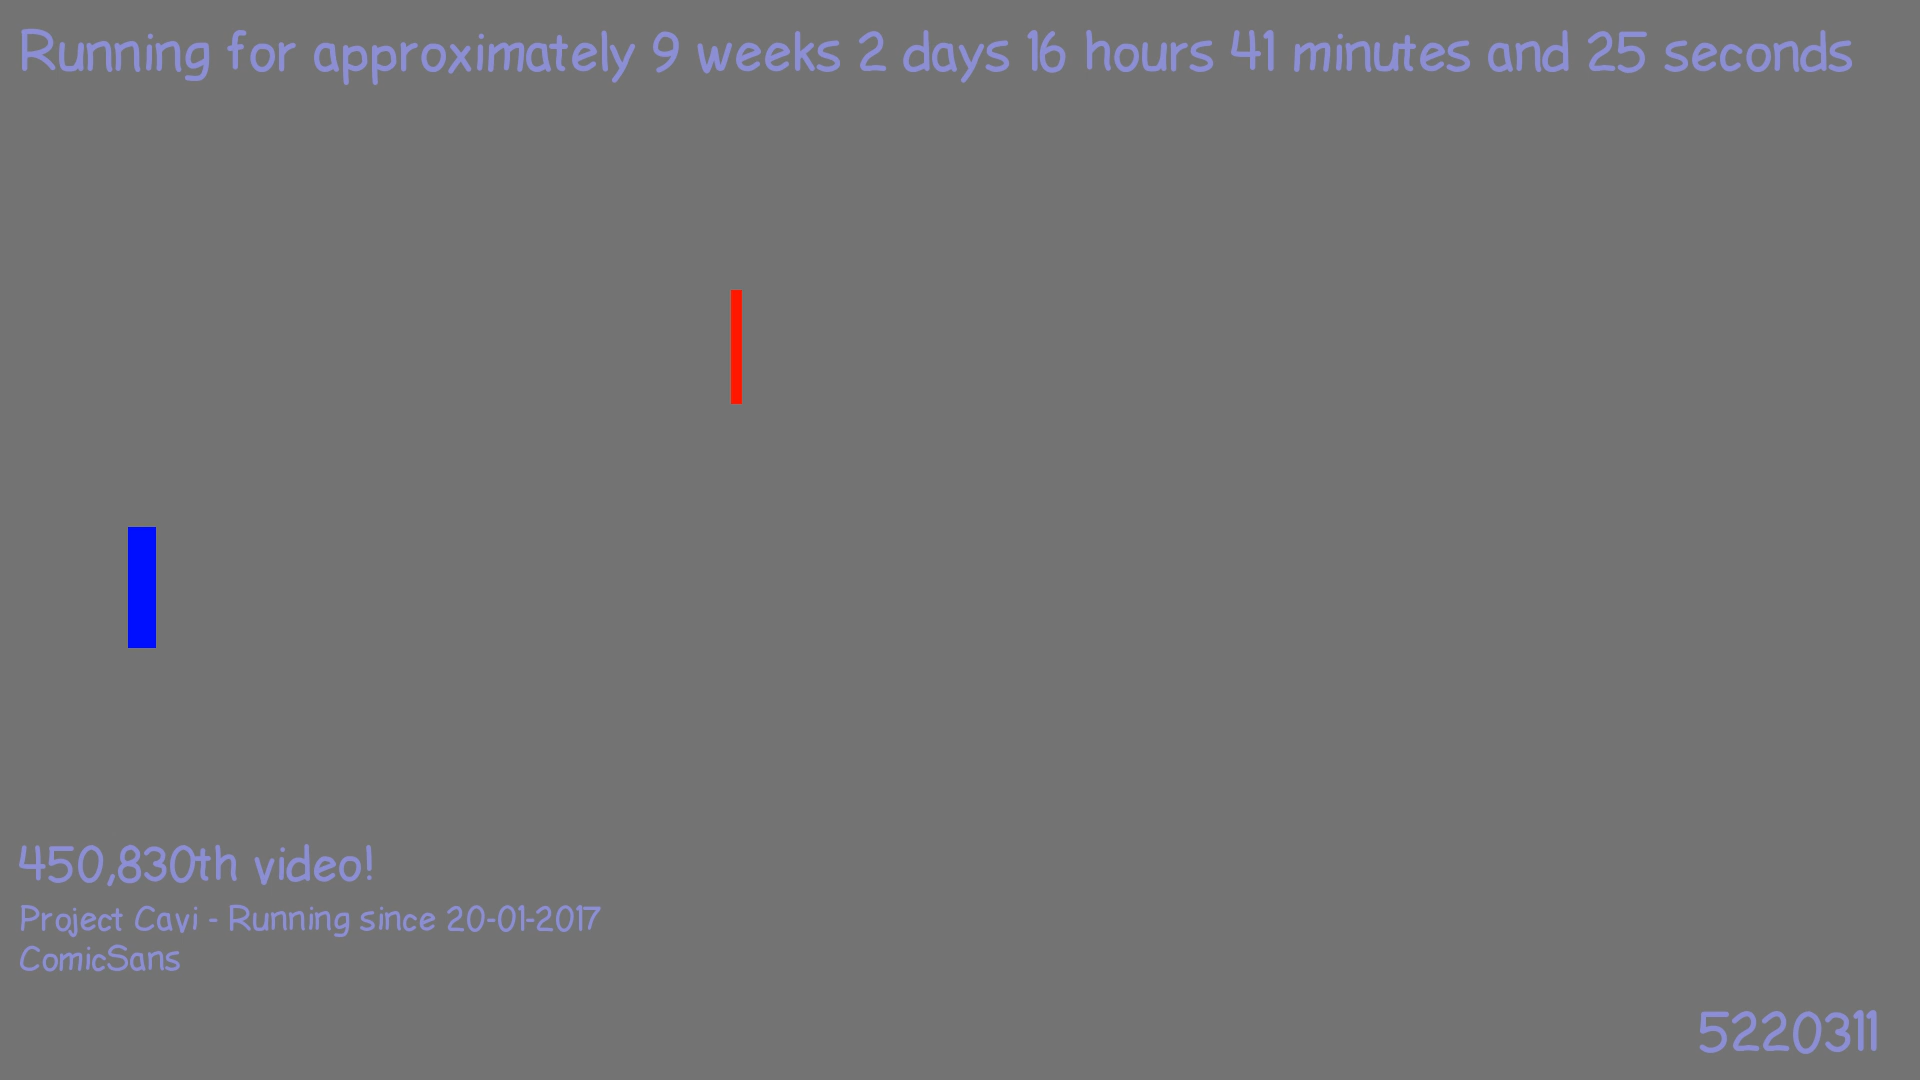 Running for approximately 9 weeks 2 days 16 hours 41 minutes and 25 seconds
450,830th video!
Project Cavi - Running since 20-01-2017
ComicSans
5220311